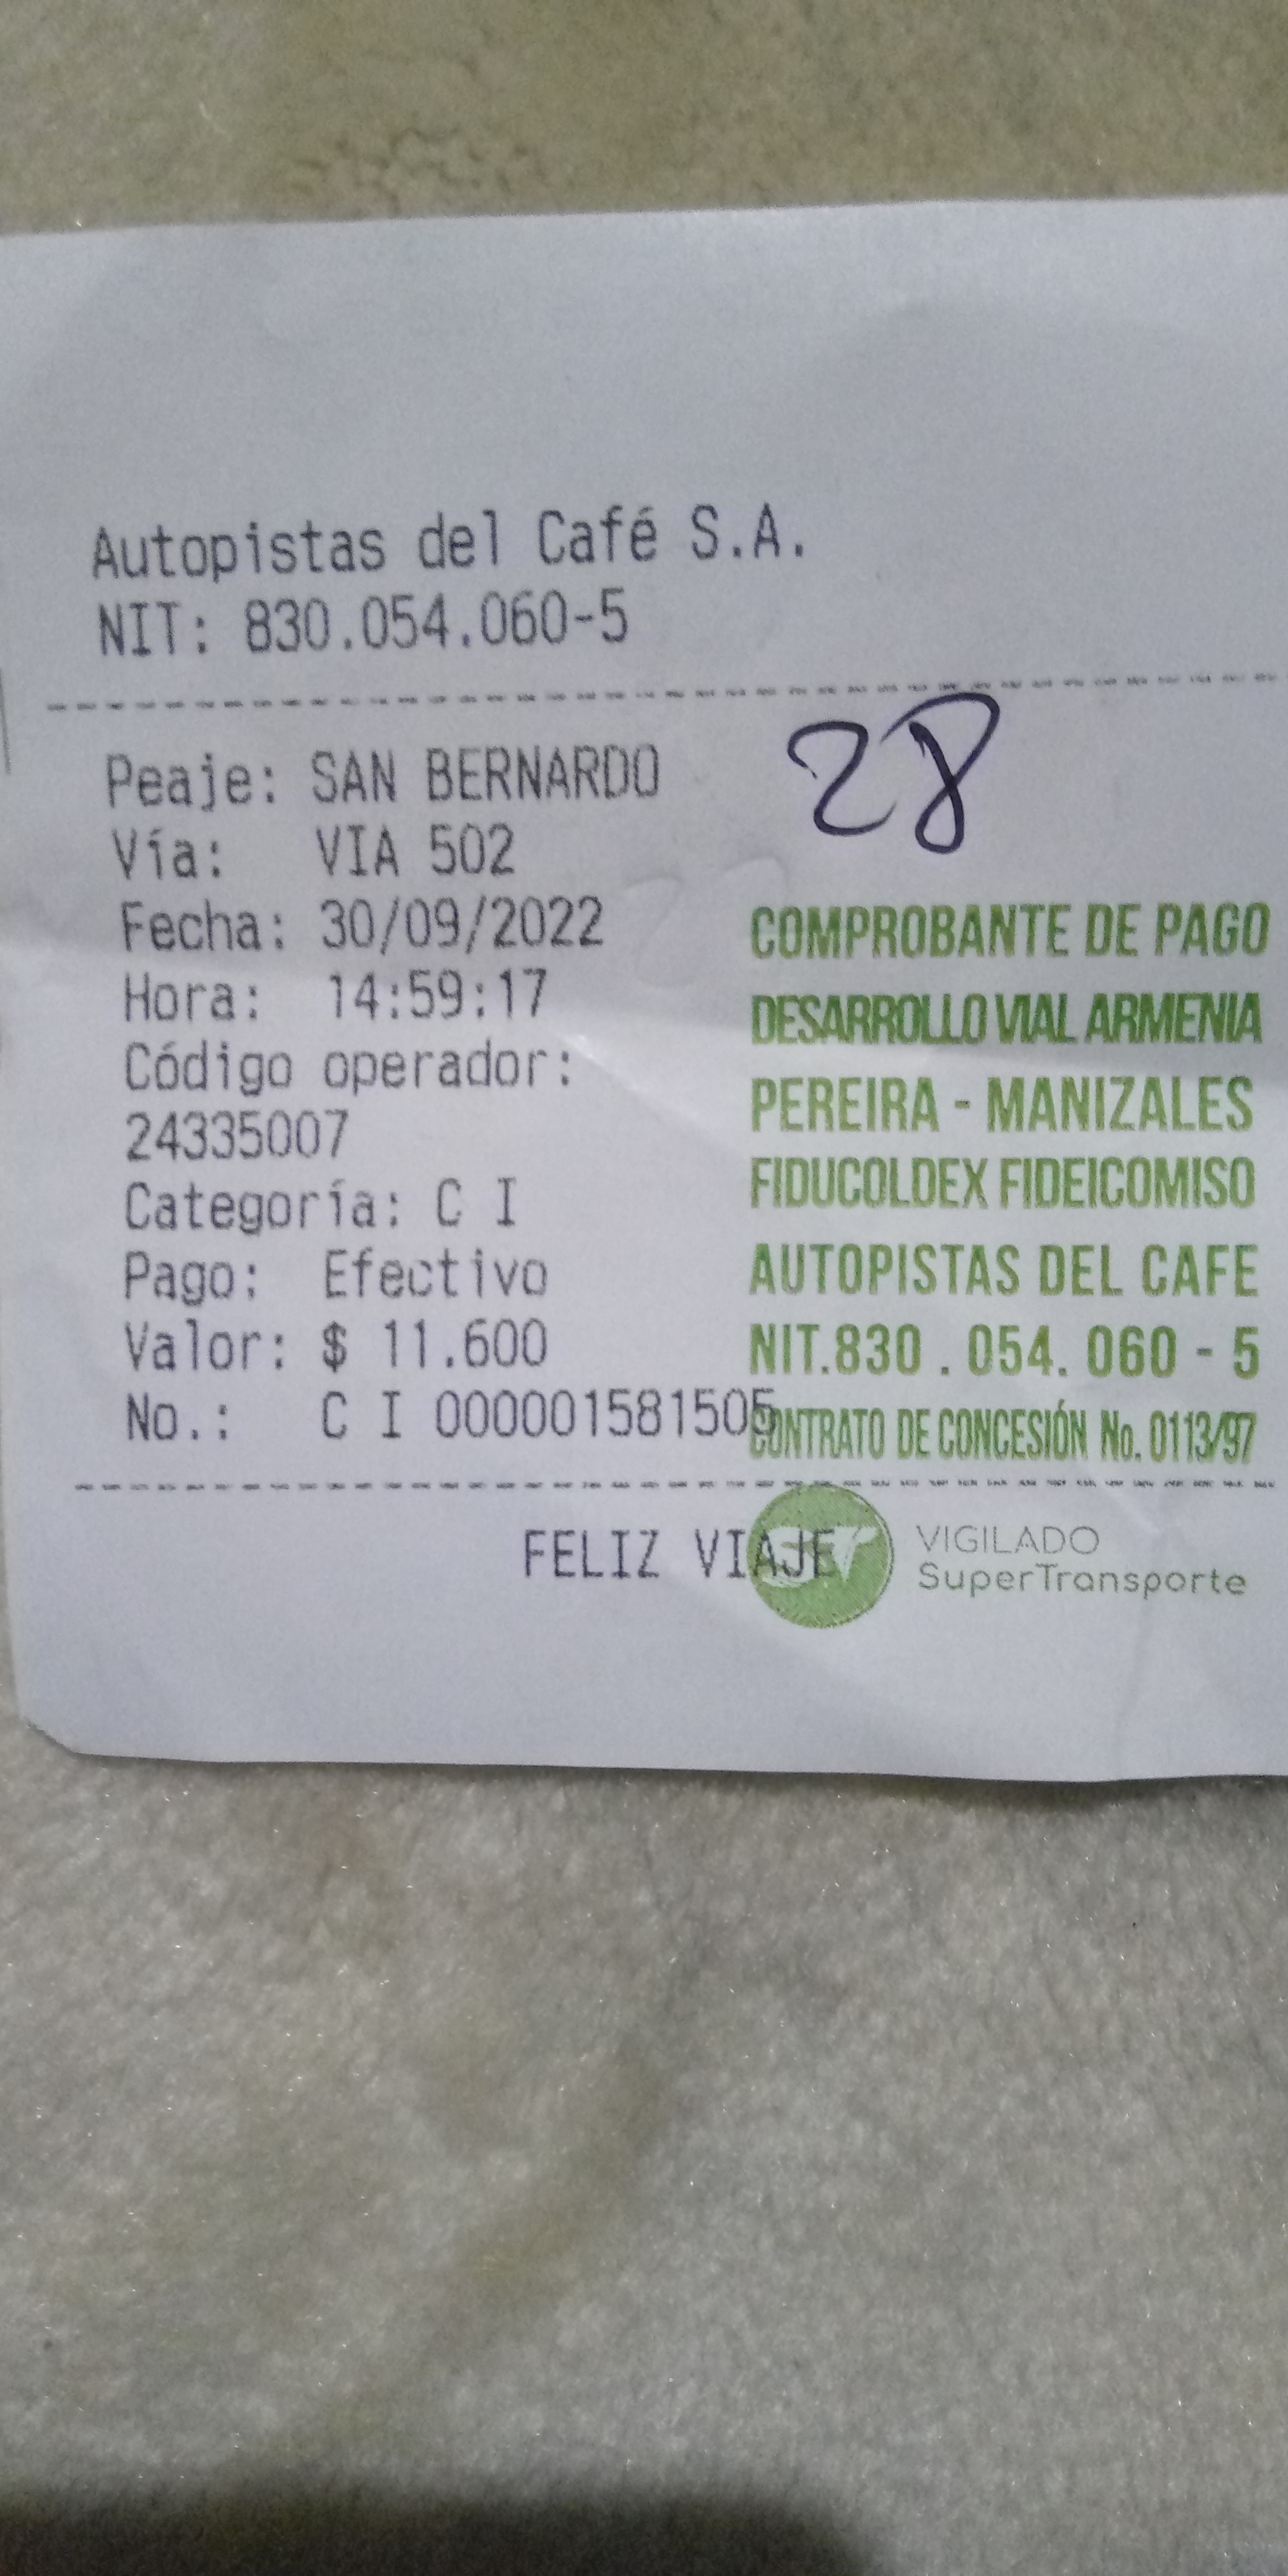 Autopistas del Café S.A.
NIT: 830.054.060-5
28
Peaje: SAN BERNARDO
Vía: VIA 502
Fecha: 30/09/2022
Hora: 14:59:17
Código operador:
24335007
Categoría: C I
Pago: Efectivo
Valor: $ 11.600
No.: C I 000001581505
COMPROBANTE DE PAGO
DESARROLLO VIAL ARMENIA
PEREIRA - MANIZALES
FIDUCOLDEX FIDEICOMISO
AUTOPISTAS DEL CAFE
NIT.830 . 054. 060 - 5
CONTRATO DE CONCESIÓN No. 0113/97
FELIZ VIAJE
VIGILADO
SuperTransporte